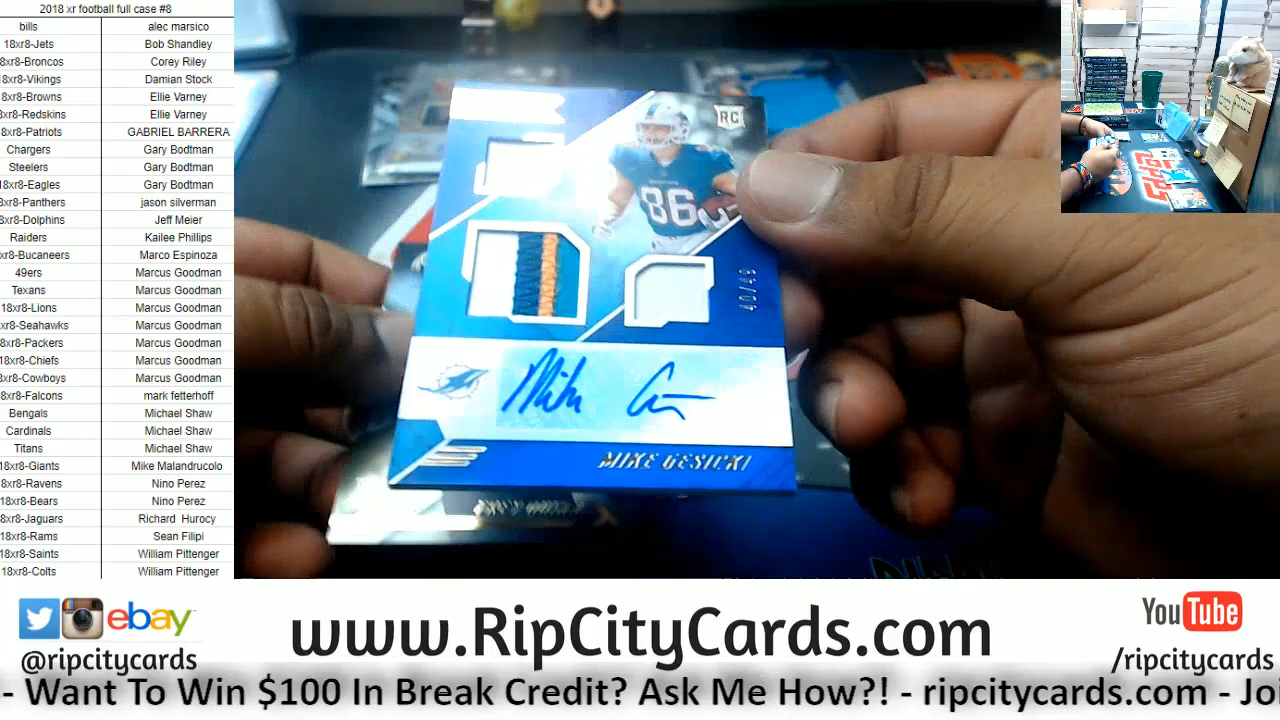 2018 xr football full case #8
bills alec marsico
18xr8-Jets Bob Shandley
8xr8-Broncos Corey Riley
8xr8-Vikings Damian Stock
8xr8-Browns Ellie Varney
8xr8-Redskins Ellie Varney
8xr8-Patriots GABRIEL BARRERA
Chargers Gary Bodtman
Steelers Gary Bodtman
18xr8-Eagles Gary Bodtman
xr8-Panthers jason silverman
xr8-Dolphins Jeff Meier
Raiders Kailee Phillips
xr8-Bucaneers Marco Espinoza
49ers Marcus Goodman
Texans Marcus Goodman
18xr8-Lions Marcus Goodman
xr8-Seahawks Marcus Goodman
xr8-Packers Marcus Goodman
18xr8-Chiefs Marcus Goodman
8xr8-Cowboys Marcus Goodman
8xr8-Falcons mark fetterhoff
Bengals Michael Shaw
Cardinals Michael Shaw
Titans Michael Shaw
18xr8-Giants Mike Malandrucolo
8xr8-Ravens Nino Perez
18xr8-Bears Nino Perez
8xr8-Jaguars Richard Hurocy
18xr8-Rams Sean Filipi
18xr8-Saints William Pittenger
18xr8-Colts William Pittenger
RC
86
40/49
Mike
MIKE GESICKI
TOPPS
ebay
@ripcitycards
www.RipCityCards.com
YouTube
/ripcitycards
- Want To Win $100 In Break Credit? Ask Me How?! - ripcitycards.com - Joi